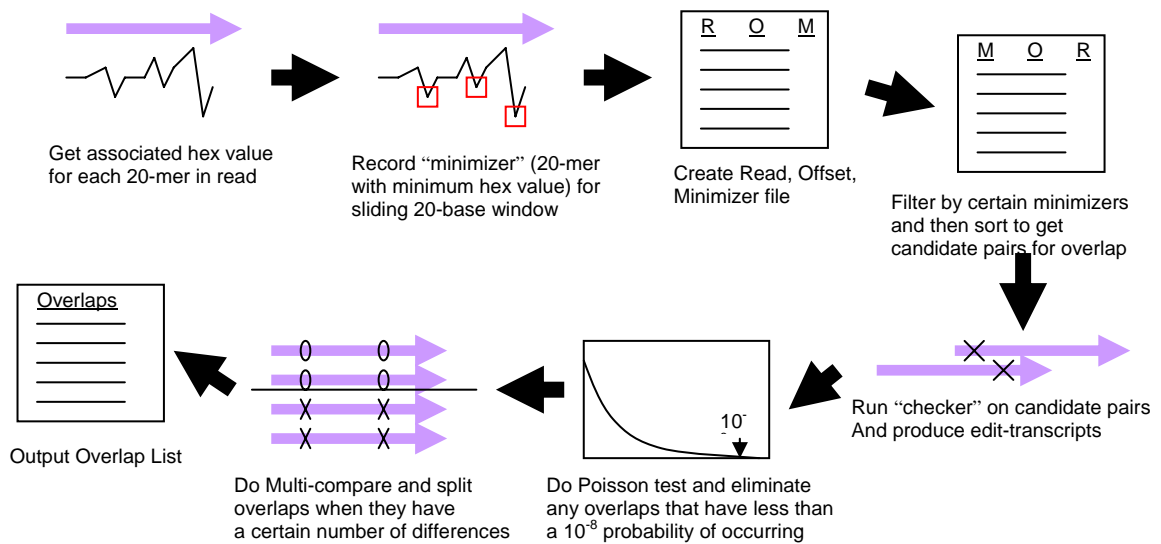 Get associated hex value
for each 20-mer in read
Record “minimizer” (20-mer
with minimum hex value) for
sliding 20-base window
R O M
Create Read, Offset,
Minimizer file
M O R
Filter by certain minimizers
and then sort to get
candidate pairs for overlap
Run “checker” on candidate pairs
And produce edit-transcripts
10-
Do Poisson test and eliminate
any overlaps that have less than
a 10⁻⁸ probability of occurring
Do Multi-compare and split
overlaps when they have
a certain number of differences
Overlaps
Output Overlap List